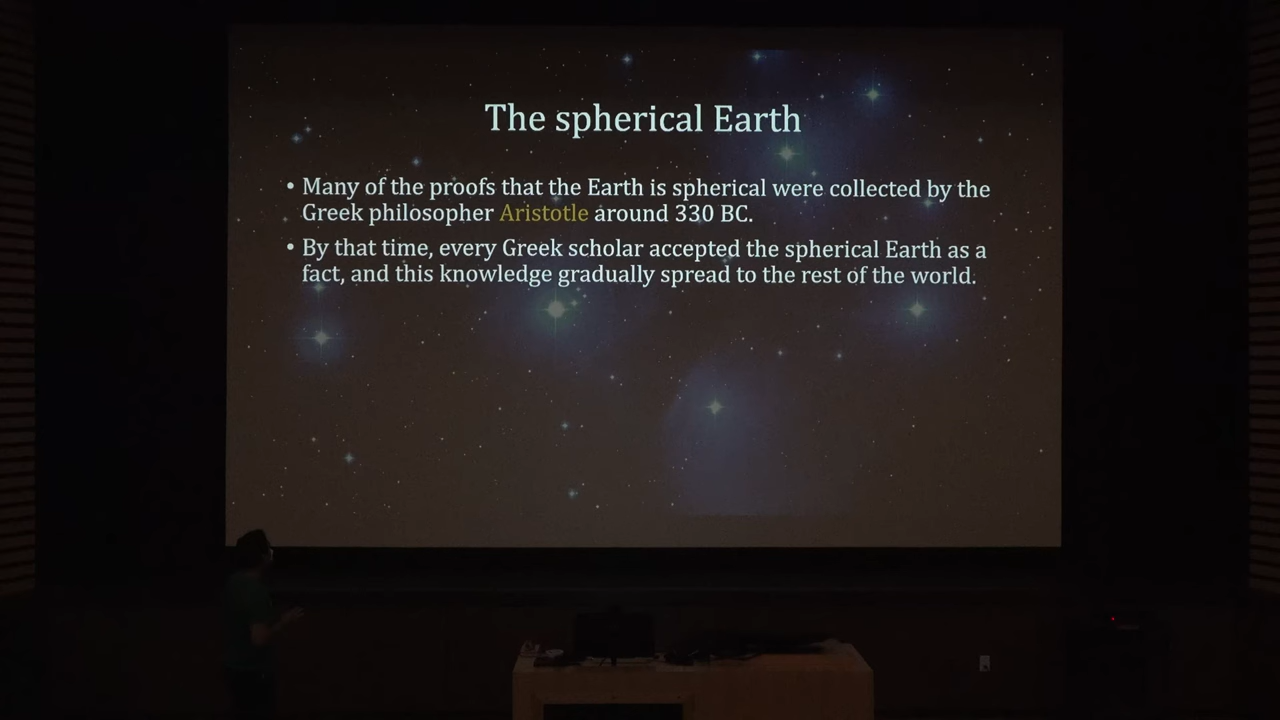 The spherical Earth
• Many of the proofs that the Earth is spherical were collected by the
Greek philosopher Aristotle around 330 BC.
• By that time, every Greek scholar accepted the spherical Earth as a
fact, and this knowledge gradually spread to the rest of the world.